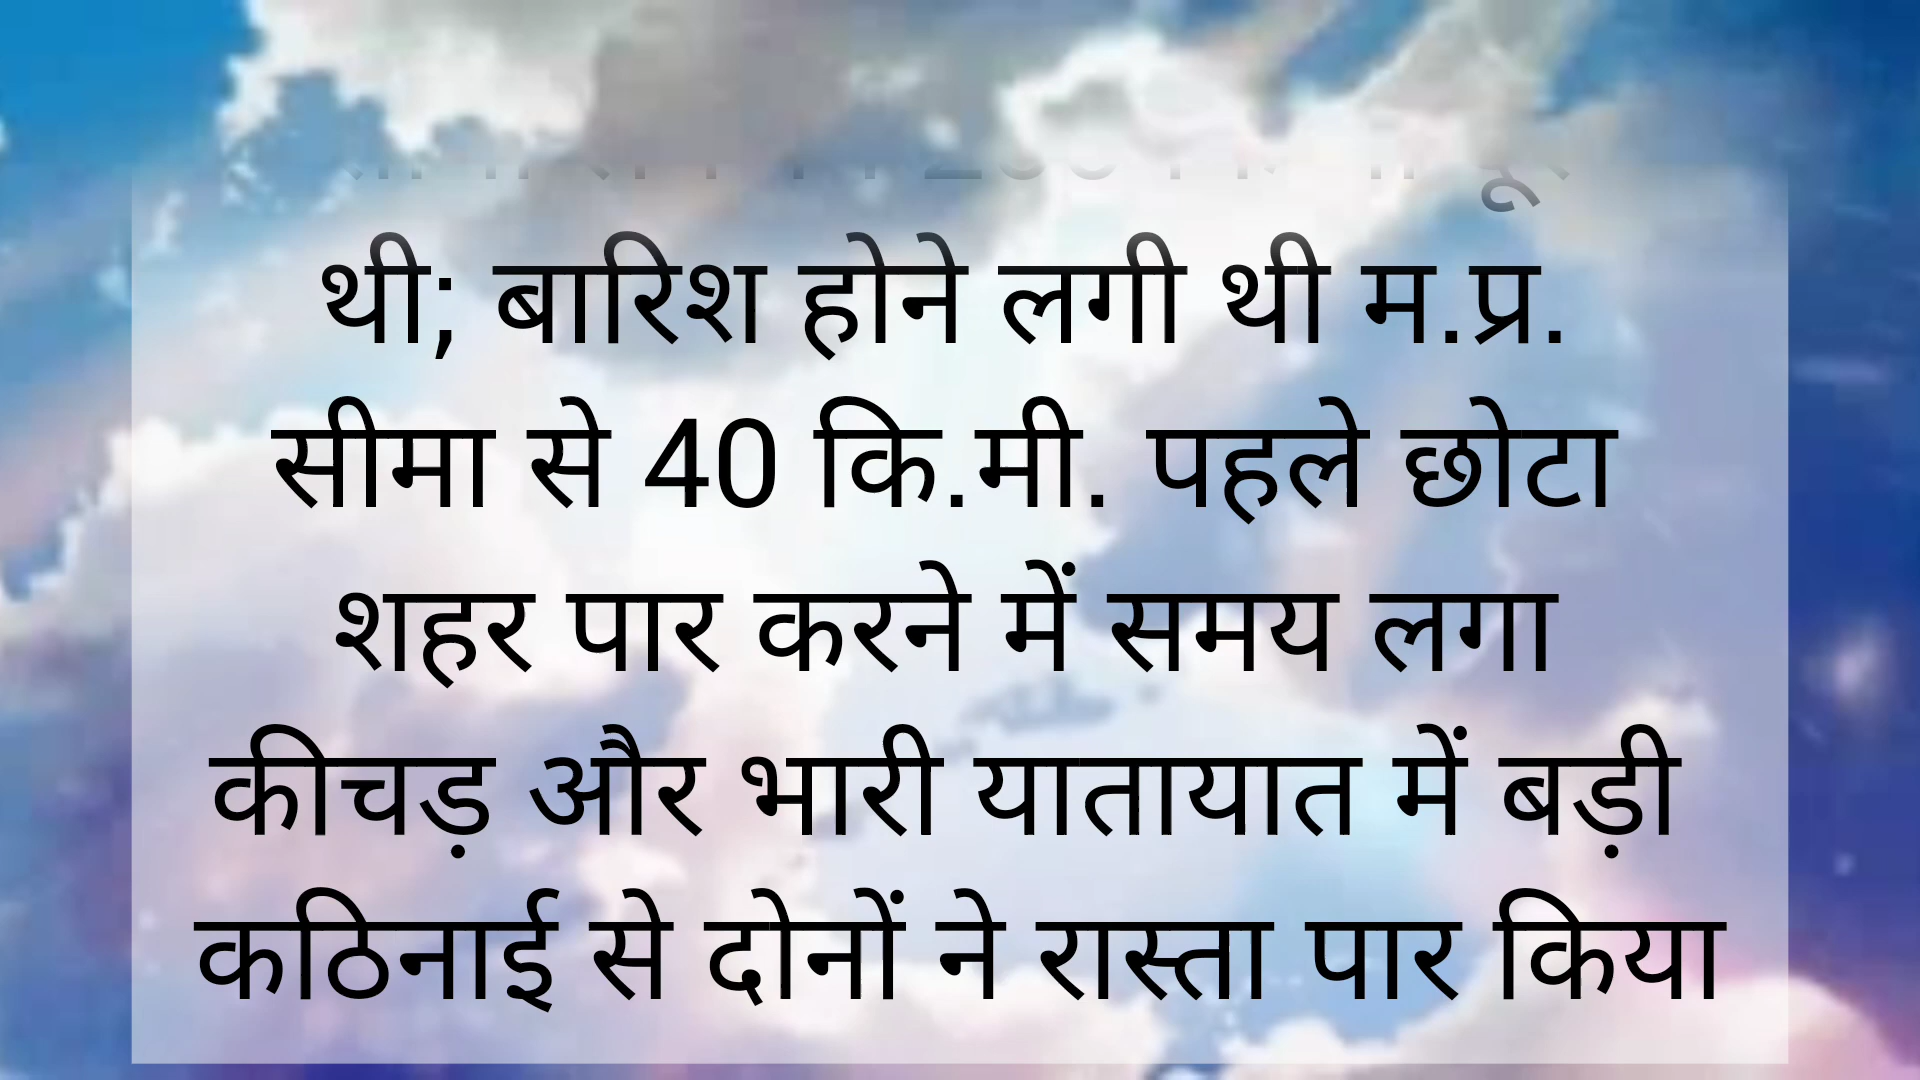 थी; बारिश होने लगी थी म.प्र.
सीमा से 40 कि.मी. पहले छोटा
शहर पार करने में समय लगा
कीचड़ और भारी यातायात में बड़ी
कठिनाई से दोनों ने रास्ता पार किया